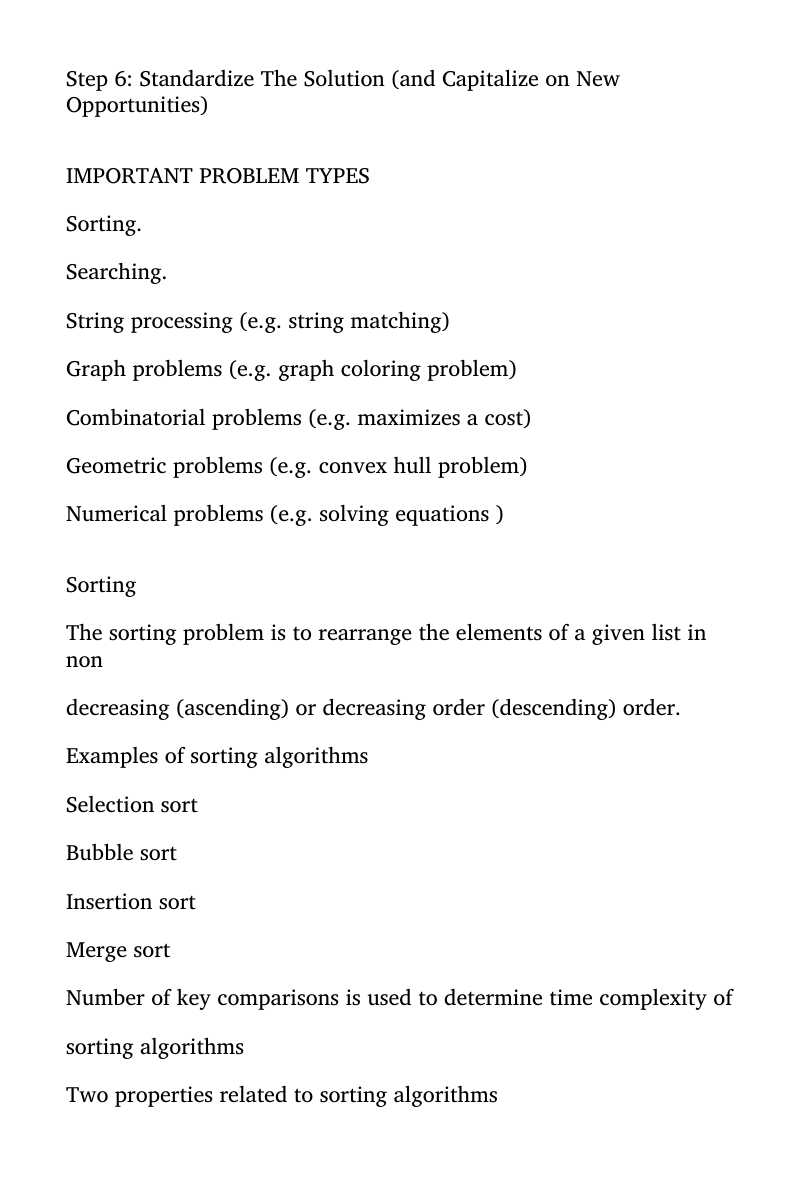 Step 6: Standardize The Solution (and Capitalize on New
Opportunities)
IMPORTANT PROBLEM TYPES
Sorting.
Searching.
String processing (e.g. string matching)
Graph problems (e.g. graph coloring problem)
Combinatorial problems (e.g. maximizes a cost)
Geometric problems (e.g. convex hull problem)
Numerical problems (e.g. solving equations )
Sorting
The sorting problem is to rearrange the elements of a given list in
non
decreasing (ascending) or decreasing order (descending) order.
Examples of sorting algorithms
Selection sort
Bubble sort
Insertion sort
Merge sort
Number of key comparisons is used to determine time complexity of
sorting algorithms
Two properties related to sorting algorithms